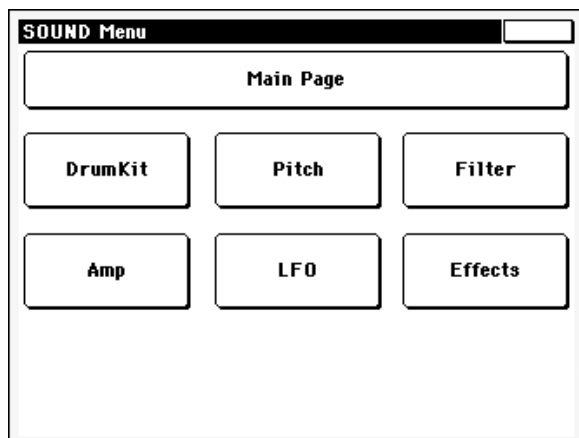 SOUND Menu
Main Page
DrumKit Pitch Filter
Amp LFO Effects